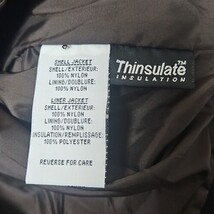 SHELL JACKET
SHELL/EXTERIEUR:
100% NYLON
LINING/DOUBLURE:
100% NYLON
LINER JACKET
SHELL/EXTERIEUR:
100% NYLON
LINING/DOUBLURE:
100% NYLON
INSULATION/REMPLISSAGE:
100% POLYESTER
REVERSE FOR CARE
Thinsulate™
INSULATION